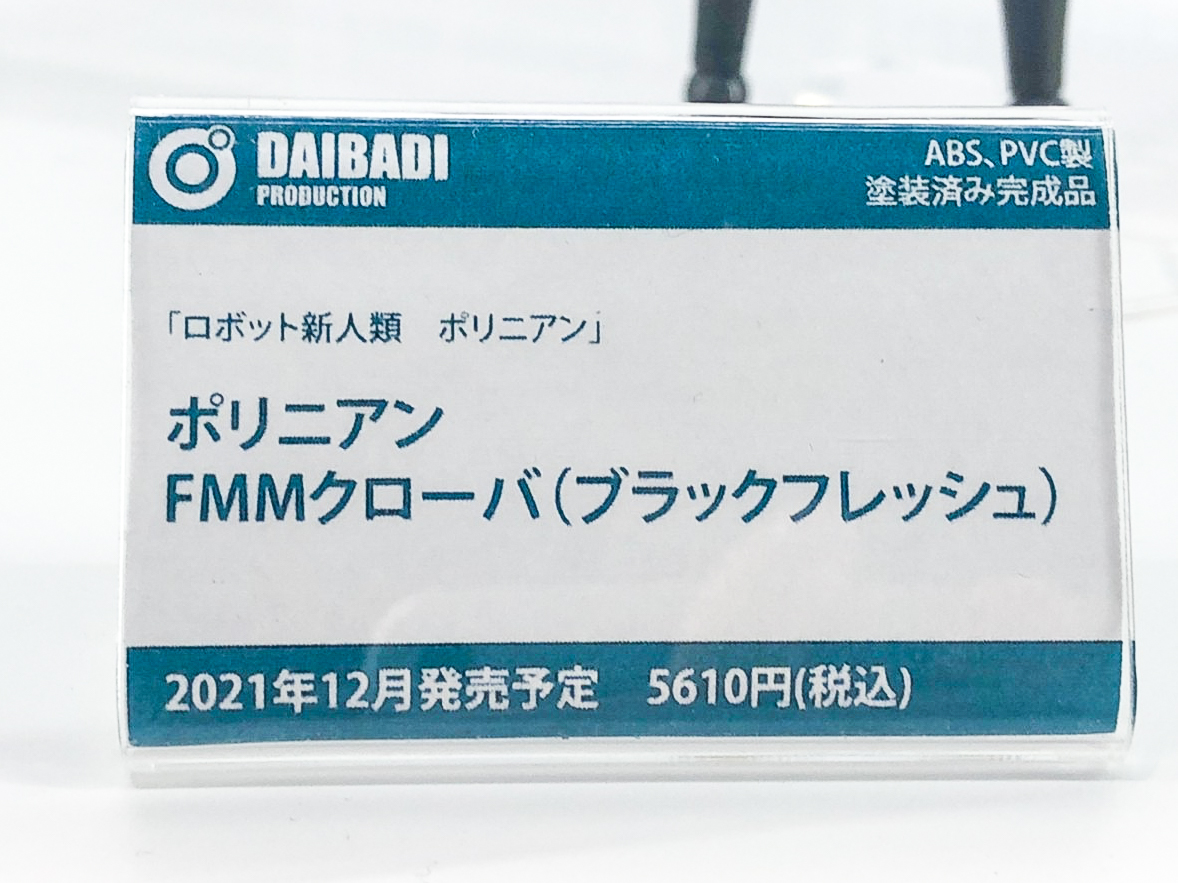 DAIBADI
PRODUCTION
ABS、PVC製
塗装済み完成品
「ロボット新人類　ポリニアン」
ポリニアン
FMMクローバ（ブラックフレッシュ）
2021年12月発売予定　5610円(税込)